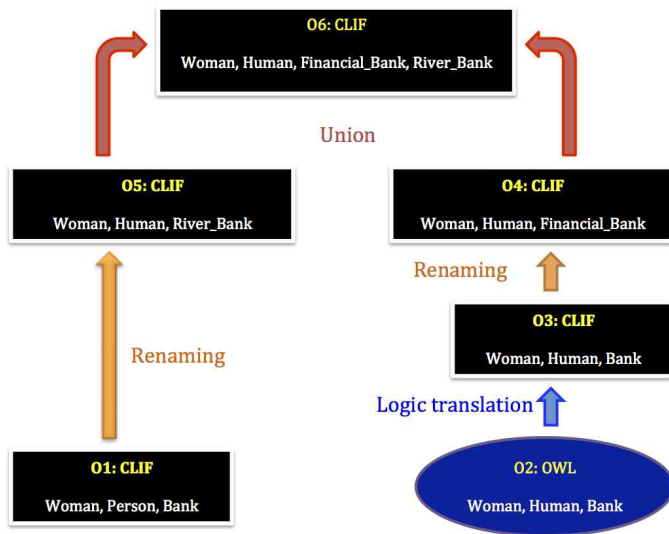 O6: CLIF
Woman, Human, Financial_Bank, River_Bank
Union
O5: CLIF
Woman, Human, River_Bank
O4: CLIF
Woman, Human, Financial_Bank
Renaming
O3: CLIF
Woman, Human, Bank
Renaming
Logic translation
O1: CLIF
Woman, Person, Bank
O2: OWL
Woman, Human, Bank